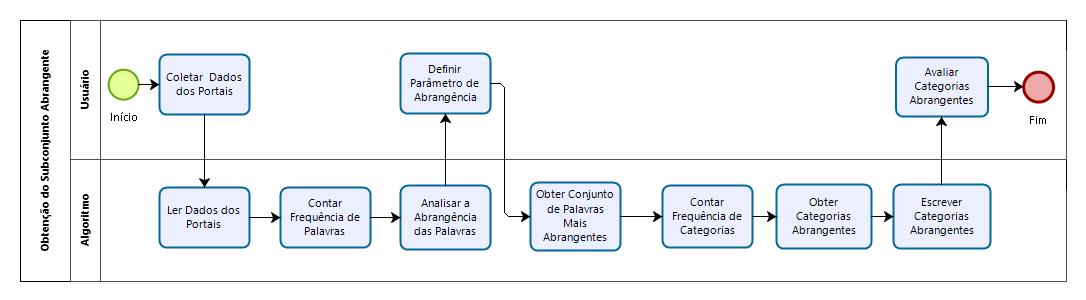 Obtenção do Subconjunto Abrangente
Usuário
Início
Coletar Dados
dos Portais
Definir
Parâmetro de
Abrangência
Avaliar
Categorias
Abrangentes
Fim
Algoritmo
Ler Dados dos
Portais
Contar
Frequência de
Palavras
Analisar a
Abrangência
das Palavras
Obter Conjunto
de Palavras
Mais
Abrangentes
Contar
Frequência de
Categorias
Obter
Categorias
Abrangentes
Escrever
Categorias
Abrangentes